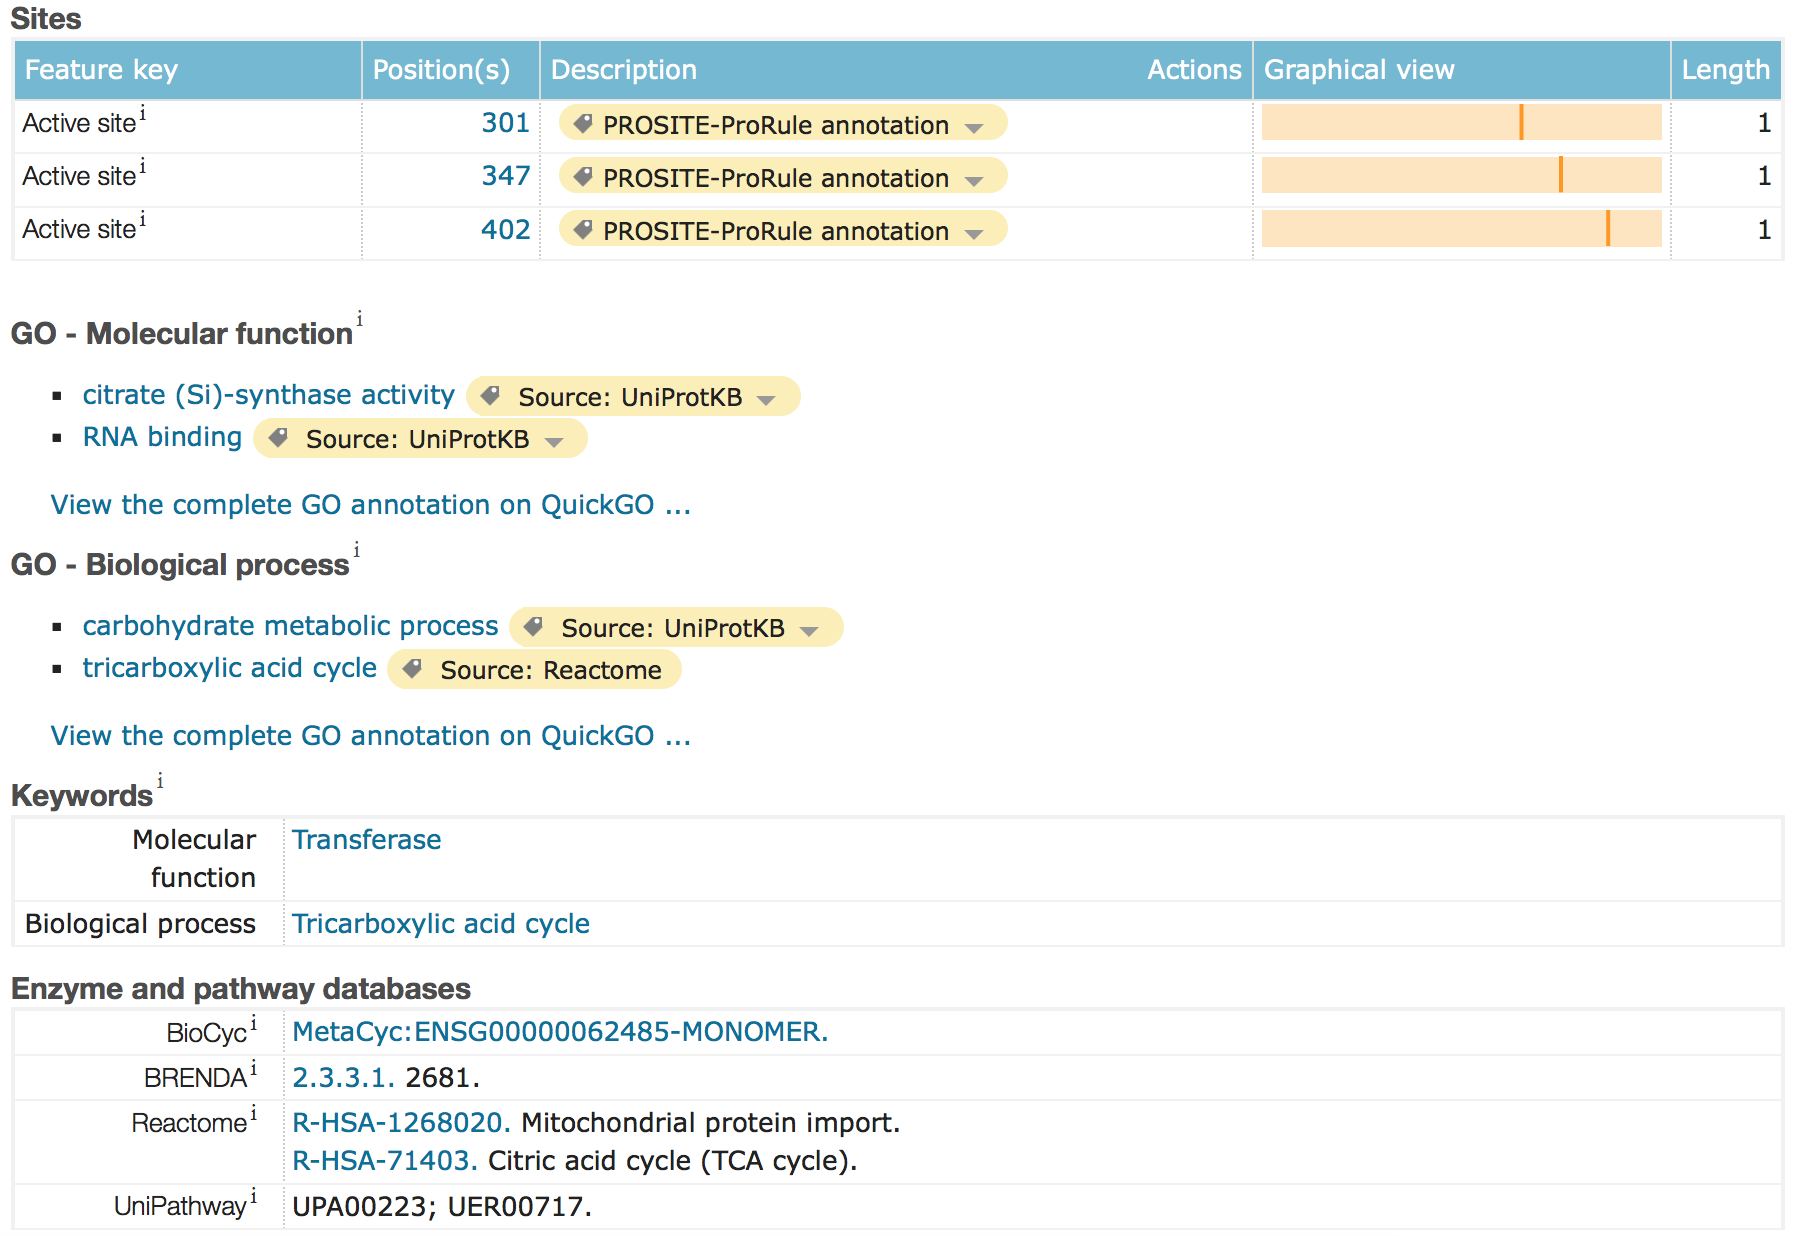 Sites
Feature key Position(s) Description Actions Graphical view Length
Active site i 301 PROSITE-ProRule annotation 1
Active site i 347 PROSITE-ProRule annotation 1
Active site i 402 PROSITE-ProRule annotation 1
GO - Molecular function i
citrate (Si)-synthase activity Source: UniProtKB
RNA binding Source: UniProtKB
View the complete GO annotation on QuickGO ...
GO - Biological process i
carbohydrate metabolic process Source: UniProtKB
tricarboxylic acid cycle Source: Reactome
View the complete GO annotation on QuickGO ...
Keywords i
Molecular Transferase
function
Biological process Tricarboxylic acid cycle
Enzyme and pathway databases
BioCyc i MetaCyc:ENSG00000062485-MONOMER.
BRENDA i 2.3.3.1. 2681.
Reactome i R-HSA-1268020. Mitochondrial protein import.
R-HSA-71403. Citric acid cycle (TCA cycle).
UniPathway i UPA00223; UER00717.